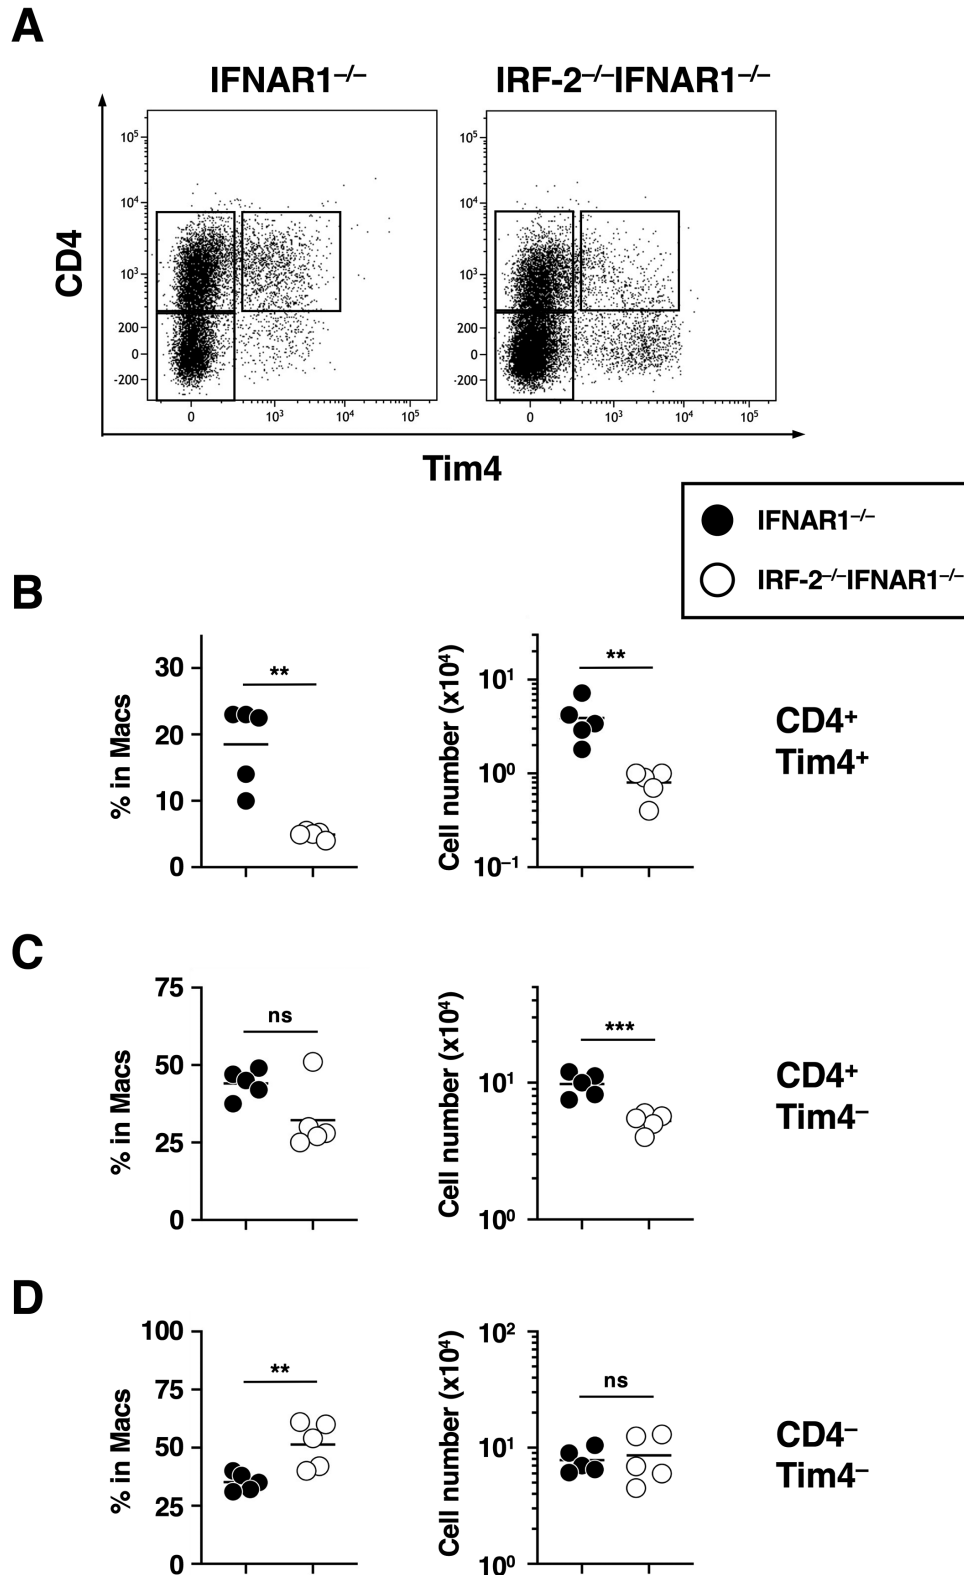 A
IFNAR1–/– IRF-2–/–IFNAR1–/–
CD4
10⁵ 10⁴ 10³ 200 0 -200
0 10³ 10⁴ 10⁵
10⁵ 10⁴ 10³ 200 0 -200
0 10³ 10⁴ 10⁵
Tim4
IFNAR1–/–
IRF-2–/–IFNAR1–/–
B
% in Macs
30
20
10
0
**
Cell number (x10⁴)
10¹
10⁰
10–¹
**
CD4⁺
Tim4⁺
C
% in Macs
75
50
25
0
ns
Cell number (x10⁴)
10¹
10⁰
***
CD4⁺
Tim4–
D
% in Macs
100
75
50
25
0
**
Cell number (x10⁴)
10²
10¹
10⁰
ns
CD4–
Tim4–